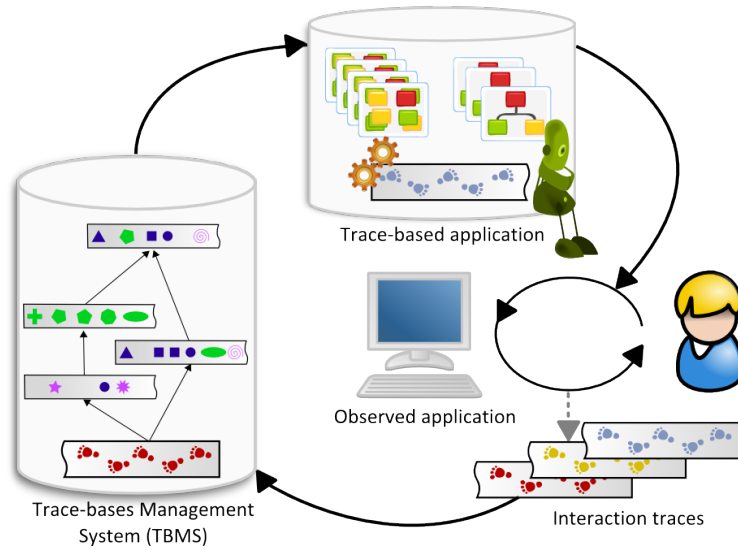 Trace-based application
Observed application
Trace-bases Management
System (TBMS)
Interaction traces